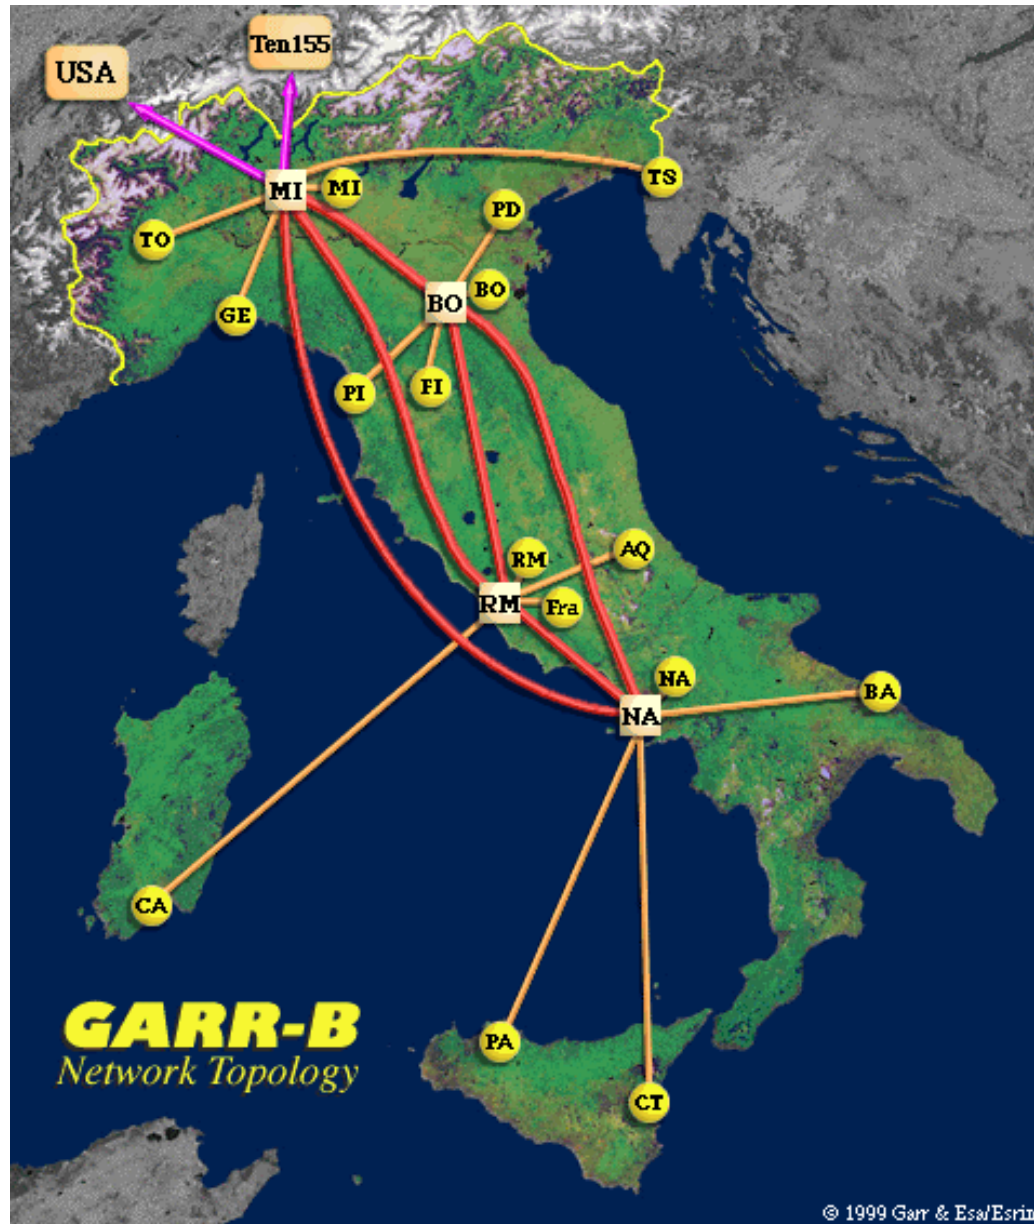 Ten155
USA
TS
MI
MI
PD
TO
BO
BO
GE
PI
FI
AQ
RM
RM
Fra
NA
BA
NA
CA
GARR-B
Network Topology
PA
CT
© 1999 Garr & Esa/Esrin